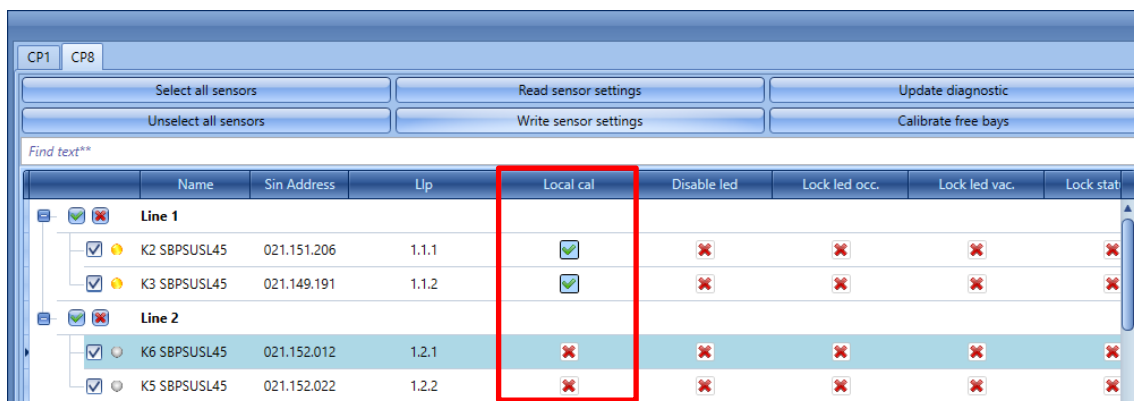 CP1 CP8
Select all sensors Read sensor settings Update diagnostic
Unselect all sensors Write sensor settings Calibrate free bays
Find text**
Name Sin Address Llp Local cal Disable led Lock led occ. Lock led vac. Lock stat
Line 1
K2 SBPSUSL45 021.151.206 1.1.1
K3 SBPSUSL45 021.149.191 1.1.2
Line 2
K6 SBPSUSL45 021.152.012 1.2.1
K5 SBPSUSL45 021.152.022 1.2.2